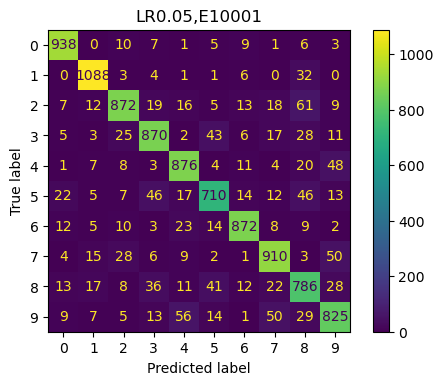 LR0.05,E10001
0 938 0 10 7 1 5 9 1 6 3
1 0 1088 3 4 1 1 6 0 32 0
2 7 12 872 19 16 5 13 18 61 9
3 5 3 25 870 2 43 6 17 28 11
4 1 7 8 3 876 4 11 4 20 48
5 22 5 7 46 17 710 14 12 46 13
6 12 5 10 3 23 14 872 8 9 2
7 4 15 28 6 9 2 1 910 3 50
8 13 17 8 36 11 41 12 22 786 28
9 9 7 5 13 56 14 1 50 29 825
0 1 2 3 4 5 6 7 8 9
True label
Predicted label
1000
800
600
400
200
0